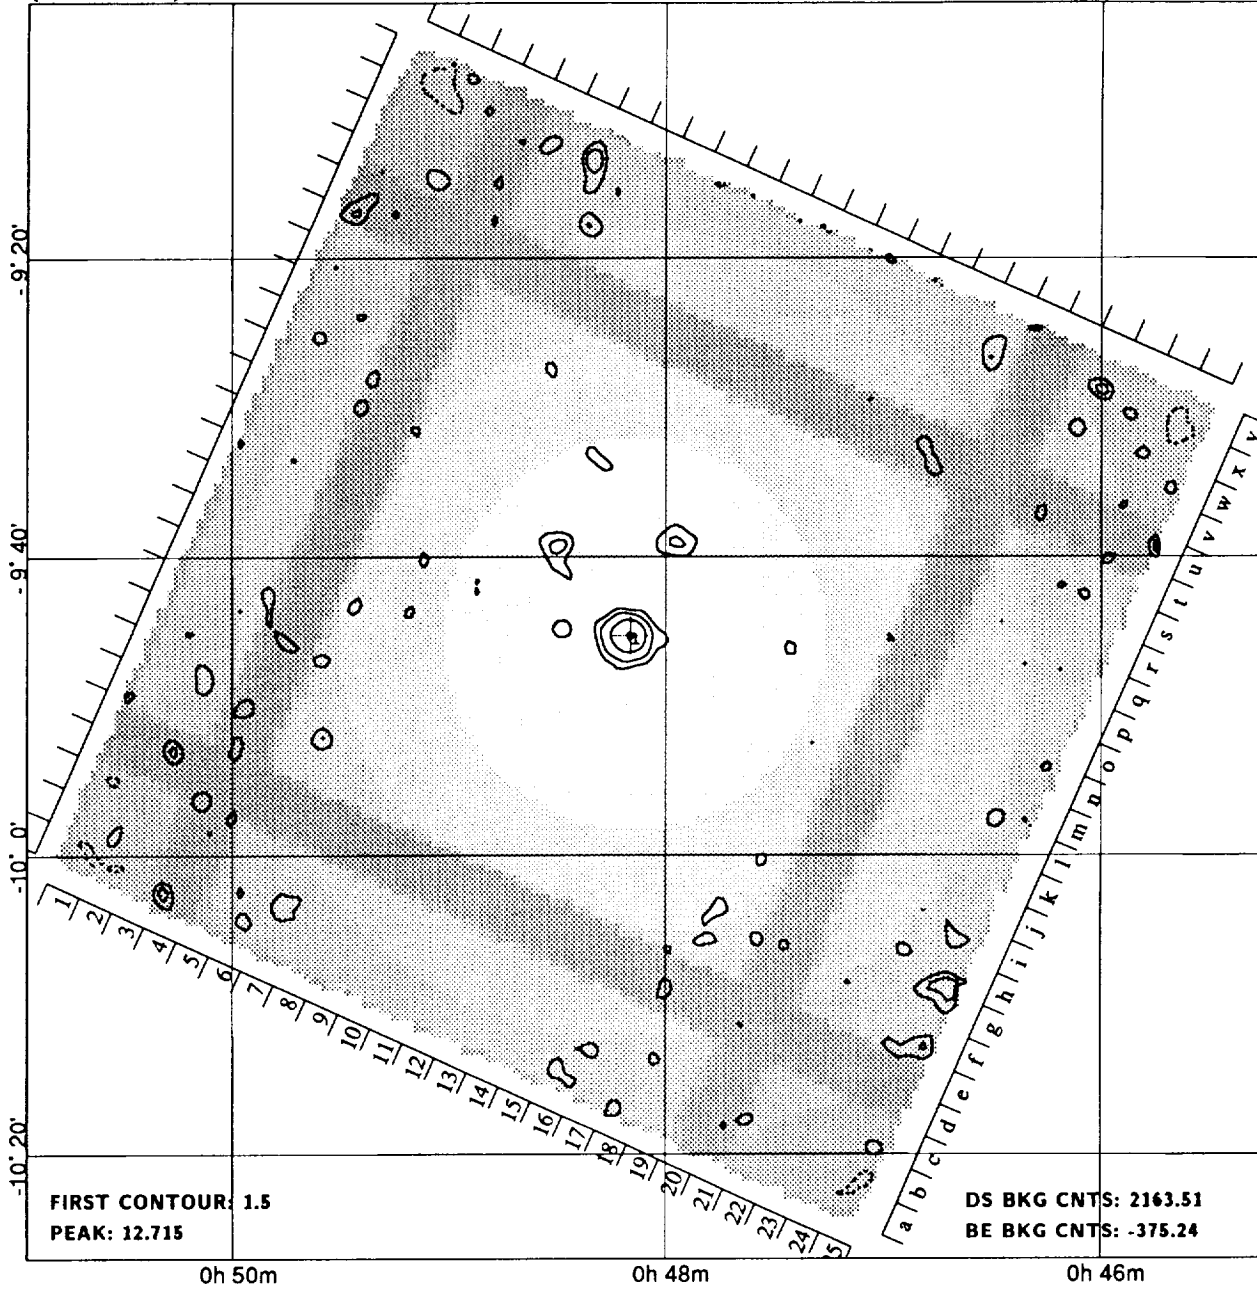 -9° 20'
-9° 40'
-10° 0'
-10° 20'
1 2 3 4 5 6 7 8 9 10 11 12 13 14 15 16 17 18 19 20 21 22 23 24 25
a b c d e f g h i j k l m n o p q r s t u v w x y
1
FIRST CONTOUR: 1.5
PEAK: 12.715
DS BKG CNTS: 2163.51
BE BKG CNTS: -375.24
0h 50m 0h 48m 0h 46m